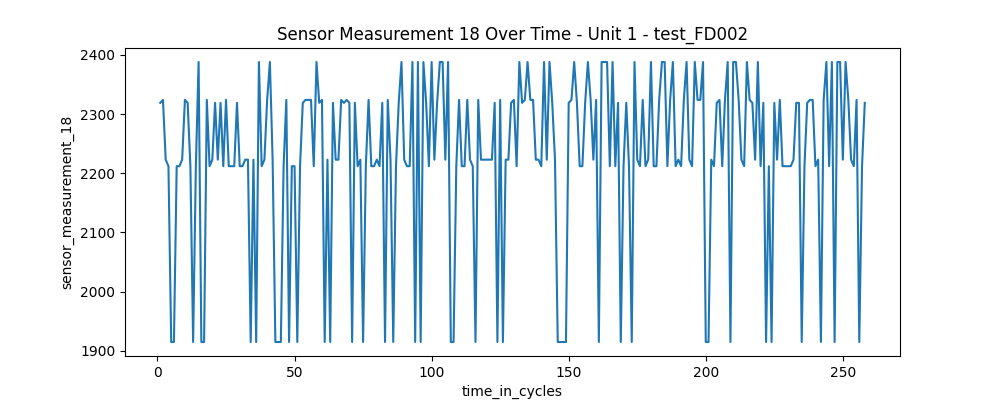 Sensor Measurement 18 Over Time - Unit 1 - test_FD002
2400
2300
2200
2100
2000
1900
sensor_measurement_18
0 50 100 150 200 250
time_in_cycles